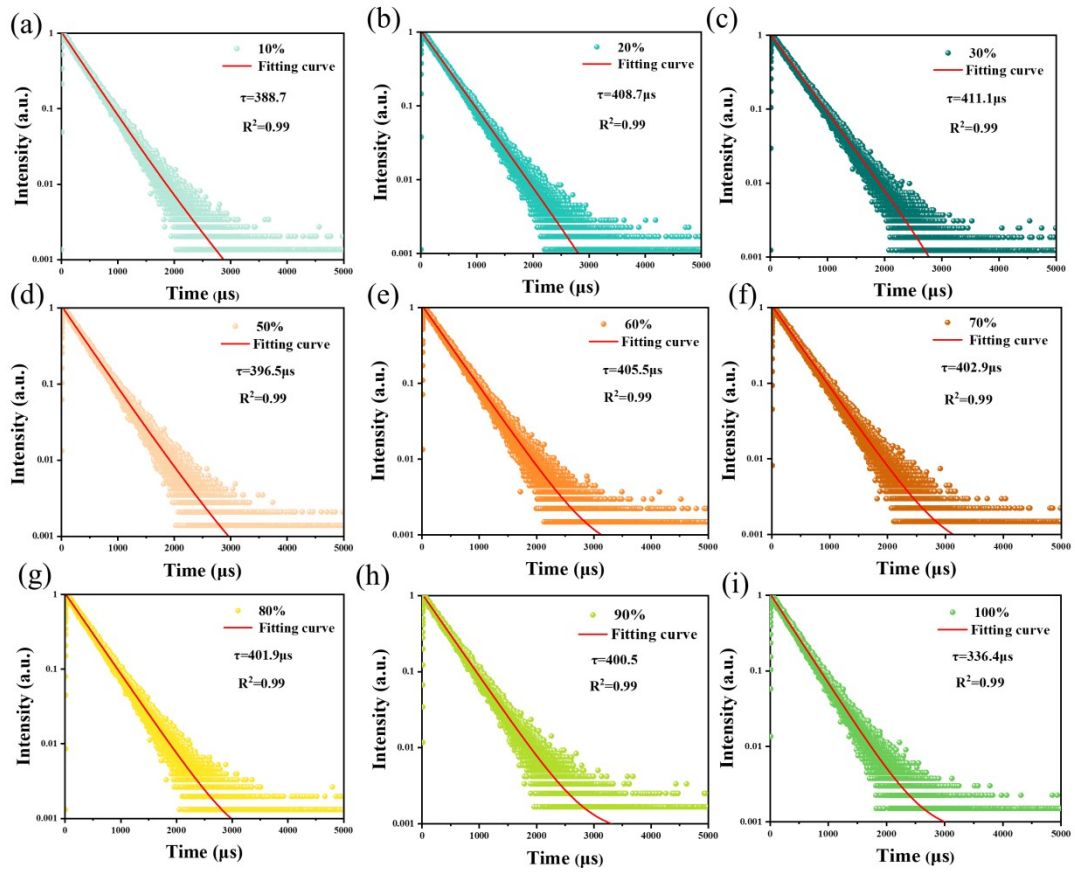 (a)
10%
Fitting curve
τ=388.7
R²=0.99
Intensity (a.u.)
1
0.1
0.01
0.001
0 1000 2000 3000 4000 5000
Time (μs)
(b)
20%
Fitting curve
τ=408.7μs
R²=0.99
Intensity (a.u.)
1
0.1
0.01
0.001
0 1000 2000 3000 4000 5000
Time (μs)
(c)
30%
Fitting curve
τ=411.1μs
R²=0.99
Intensity (a.u.)
1
0.1
0.01
0.001
0 1000 2000 3000 4000 5000
Time (μs)
(d)
50%
Fitting curve
τ=396.5μs
R²=0.99
Intensity (a.u.)
1
0.1
0.01
0.001
0 1000 2000 3000 4000 5000
Time (μs)
(e)
60%
Fitting curve
τ=405.5μs
R²=0.99
Intensity (a.u.)
1
0.1
0.01
0.001
0 1000 2000 3000 4000 5000
Time (μs)
(f)
70%
Fitting curve
τ=402.9μs
R²=0.99
Intensity (a.u.)
1
0.1
0.01
0.001
0 1000 2000 3000 4000 5000
Time (μs)
(g)
80%
Fitting curve
τ=401.9μs
R²=0.99
Intensity (a.u.)
1
0.1
0.01
0.001
0 1000 2000 3000 4000 5000
Time (μs)
(h)
90%
Fitting curve
τ=400.5
R²=0.99
Intensity (a.u.)
1
0.1
0.01
0.001
0 1000 2000 3000 4000 5000
Time (μs)
(i)
100%
Fitting curve
τ=336.4μs
R²=0.99
Intensity (a.u.)
1
0.1
0.01
0.001
0 1000 2000 3000 4000 5000
Time (μs)